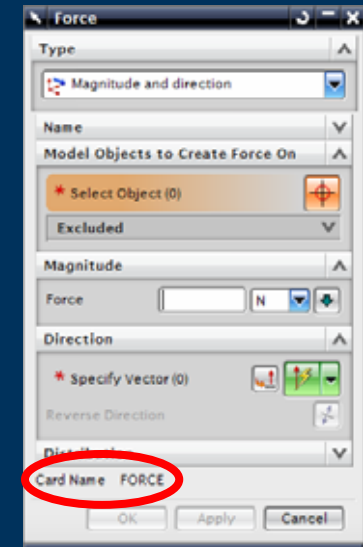 Force
Type
Magnitude and direction
Name
Model Objects to Create Force On
* Select Object (0)
Excluded
Magnitude
Force N
Direction
* Specify Vector (0)
Reverse Direction
Distribution
Card Name FORCE
OK Apply Cancel